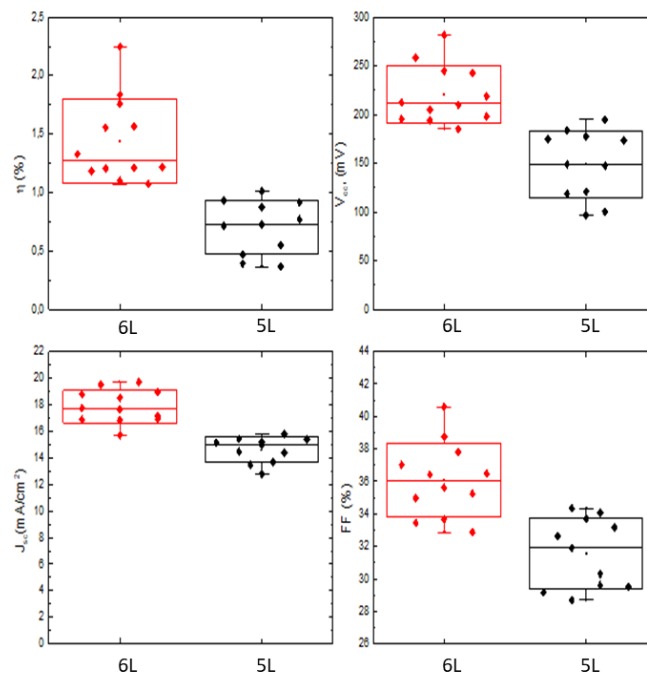 2,5
2,0
1,5
1,0
0,5
0,0
η (%)
6L
5L
300
250
200
150
100
50
0
V_oc, (mV)
6L
5L
22
20
18
16
14
12
10
8
6
4
2
0
J_sc(mA/cm²)
6L
5L
44
42
40
38
36
34
32
30
28
26
FF (%)
6L
5L